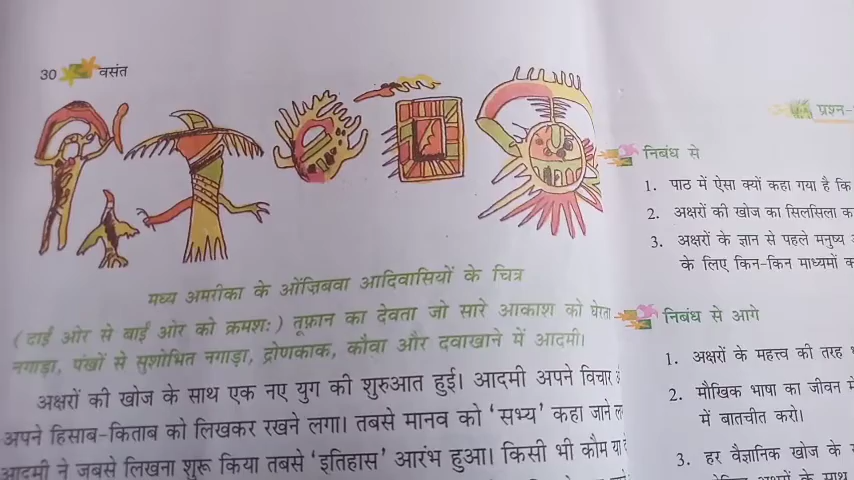 30 वसंत
मध्य अमरीका के ओंज़िबवा आदिवासियों के चित्र
( दाईं ओर से बाईं ओर को क्रमशः) तूफ़ान का देवता जो सारे आकाश को घेरता
नगाड़ा, पंखों से सुशोभित नगाड़ा, द्रोणकाक, कौवा और दवाखाने में आदमी।
अक्षरों की खोज के साथ एक नए युग की शुरुआत हुई। आदमी अपने विचार
अपने हिसाब-किताब को लिखकर रखने लगा। तबसे मानव को 'सभ्य' कहा जाने
आदमी ने जबसे लिखना शुरू किया तबसे 'इतिहास' आरंभ हुआ। किसी भी कौम या
प्रश्न-
निबंध से
1. पाठ में ऐसा क्यों कहा गया है कि
2. अक्षरों की खोज का सिलसिला
3. अक्षरों के ज्ञान से पहले मनुष्य
के लिए किन-किन माध्यमों
निबंध से आगे
1. अक्षरों के महत्त्व की तरह
2. मौखिक भाषा का जीवन में
में बातचीत करो।
3. हर वैज्ञानिक खोज के